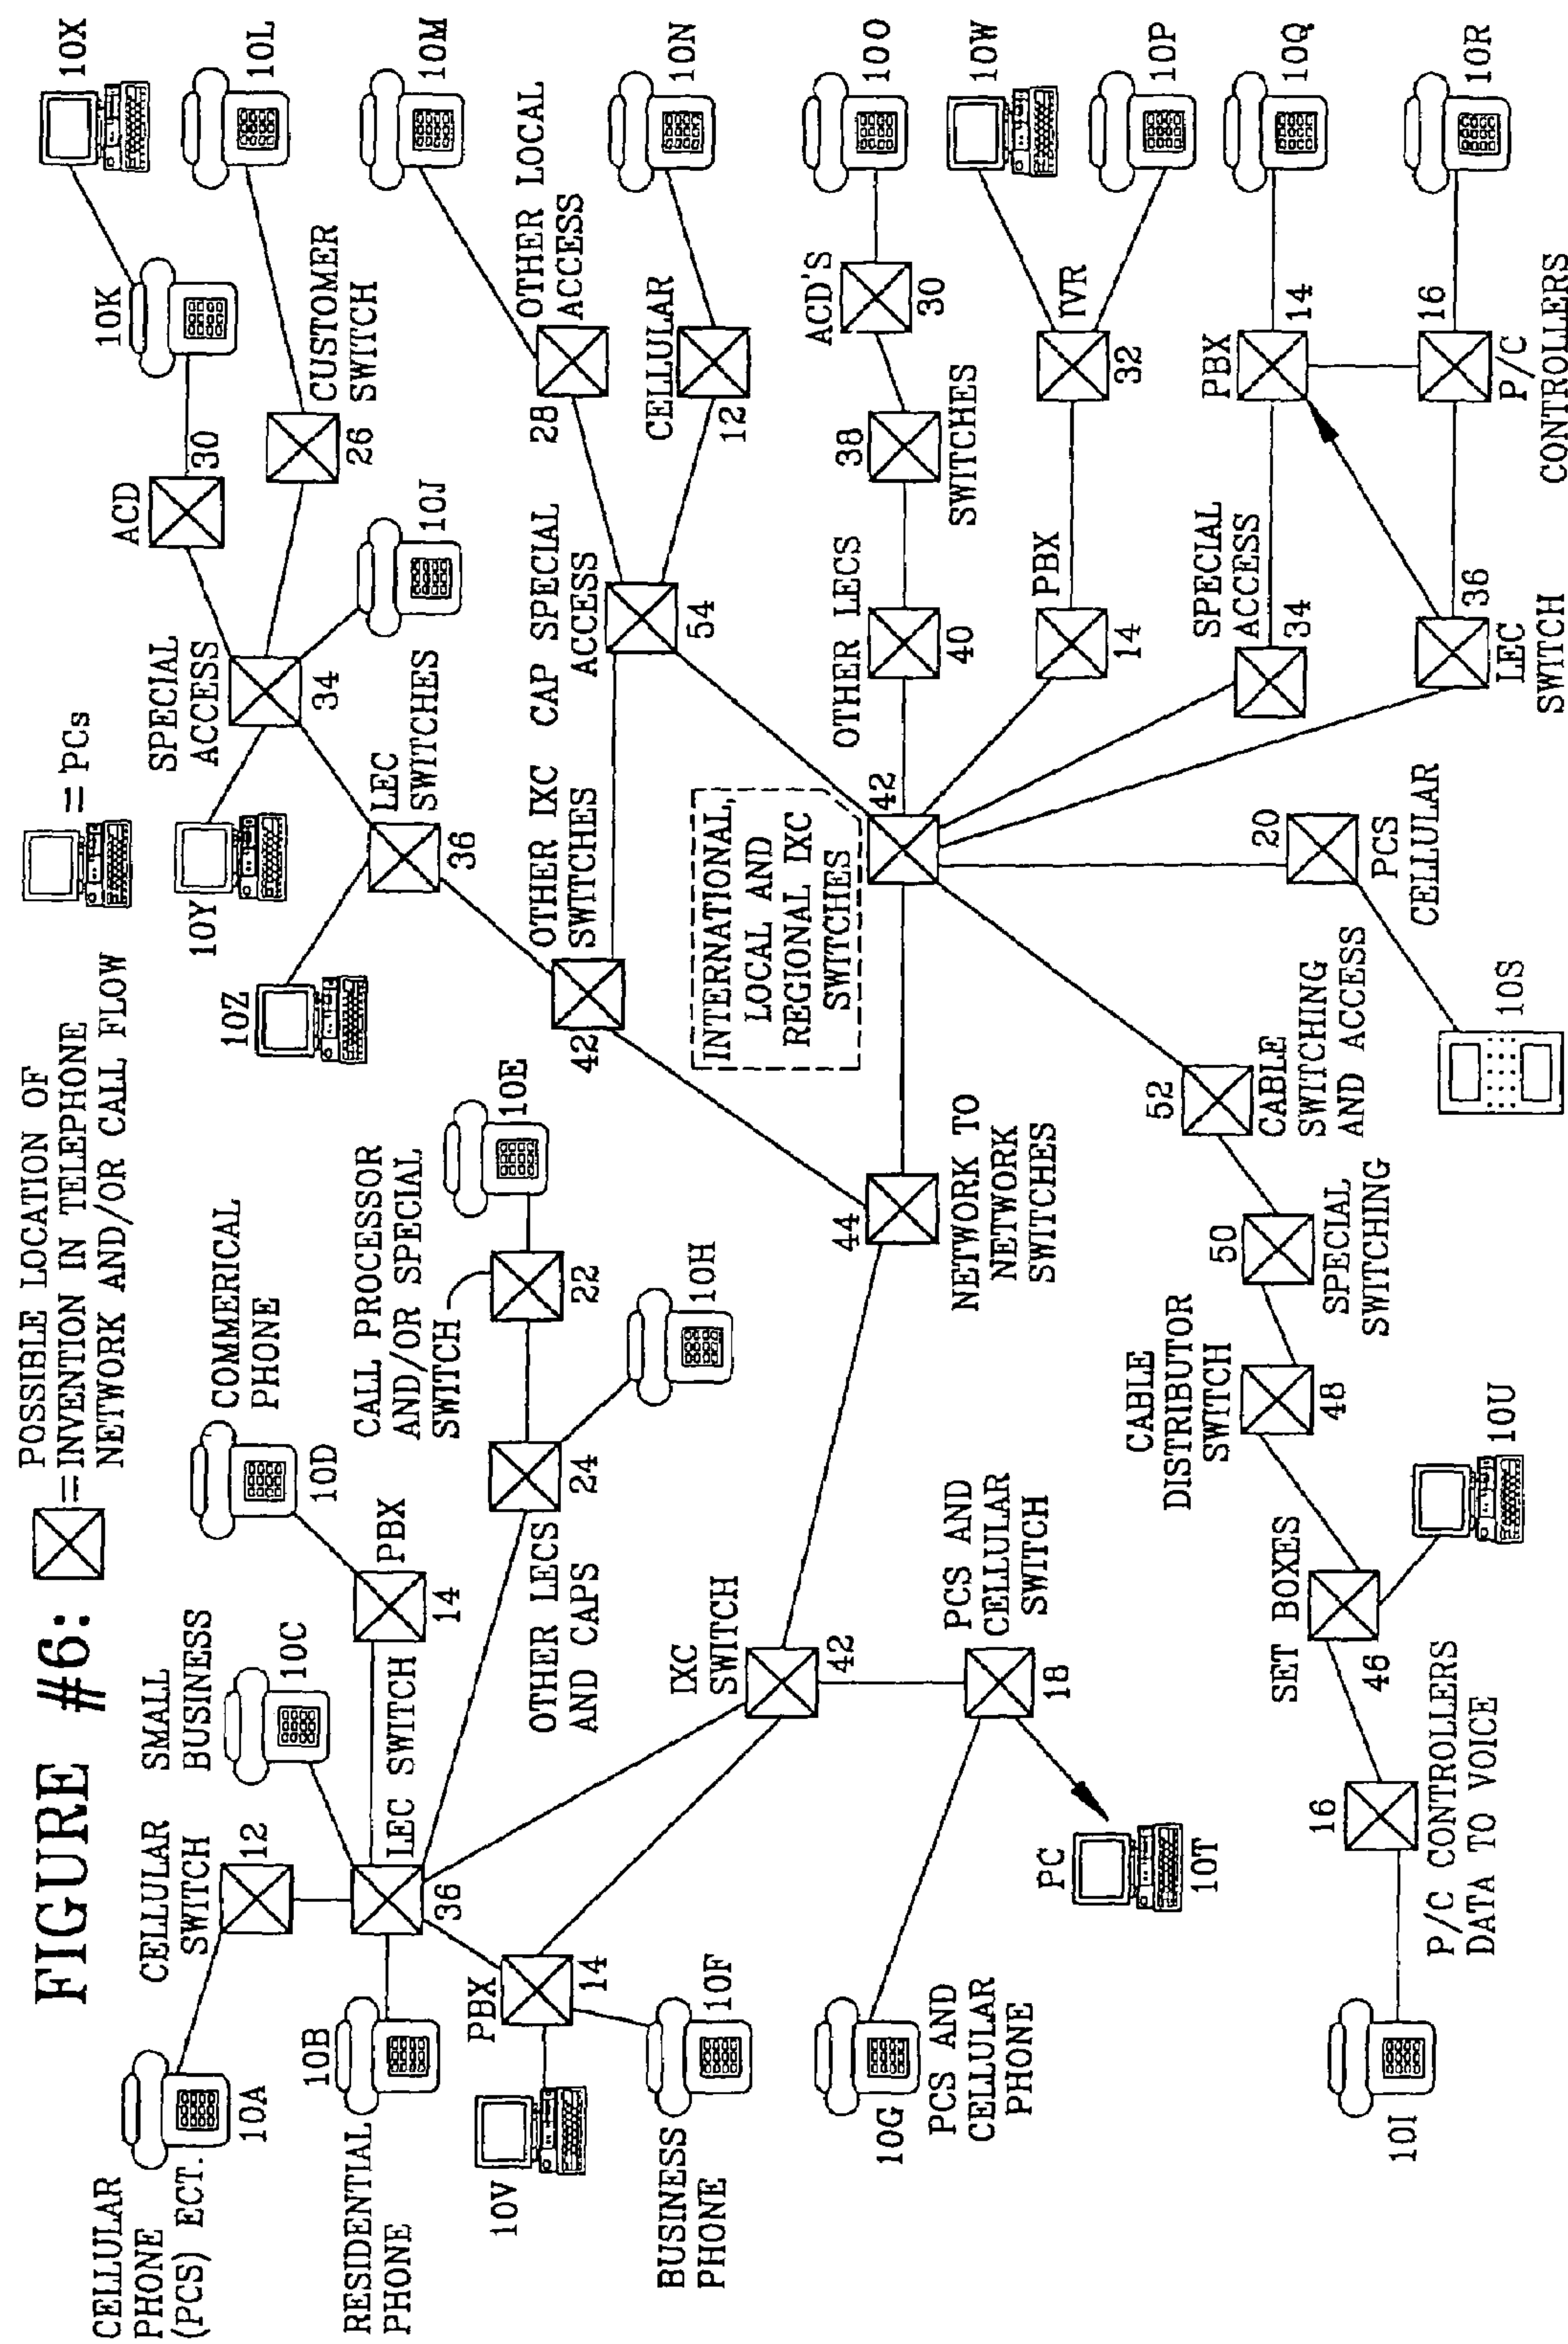 FIGURE #6:
= POSSIBLE LOCATION OF
INVENTION IN TELEPHONE
NETWORK AND/OR CALL FLOW
= PCs
CELLULAR
PHONE
(PCS) ECT.
10A
CELLULAR
SWITCH
12
SMALL
BUSINESS
10C
COMMERICAL
PHONE
10D
PBX
14
RESIDENTIAL
PHONE
10B
LEC SWITCH
36
PBX
14
10V
BUSINESS
PHONE
10F
CALL PROCESSOR
AND/OR SPECIAL
SWITCH
22
10E
24
10H
OTHER LECS
AND CAPS
IXC
SWITCH
42
10G
PCS AND
CELLULAR
PHONE
PCS AND
CELLULAR
SWITCH
18
PC
10T
44
NETWORK TO
NETWORK
SWITCHES
10I
16
P/C CONTROLLERS
DATA TO VOICE
SET BOXES
46
10U
CABLE
DISTRIBUTOR
SWITCH
48
50
SPECIAL
SWITCHING
52
CABLE
SWITCHING
AND ACCESS
10S
20
PCS
CELLULAR
INTERNATIONAL,
LOCAL AND
REGIONAL IXC
SWITCHES
42
10Z
10Y
LEC
SWITCHES
36
SPECIAL
ACCESS
34
ACD
30
10K
10X
CUSTOMER
SWITCH
26
10L
10J
OTHER IXC
SWITCHES
42
CAP SPECIAL
ACCESS
54
OTHER LOCAL
ACCESS
28
10M
CELLULAR
12
10N
OTHER LECS
40
38
SWITCHES
ACD'S
30
10O
PBX
14
IVR
32
10W
10P
SPECIAL
ACCESS
34
PBX
14
10Q
36
LEC
SWITCH
16
P/C
CONTROLLERS
10R